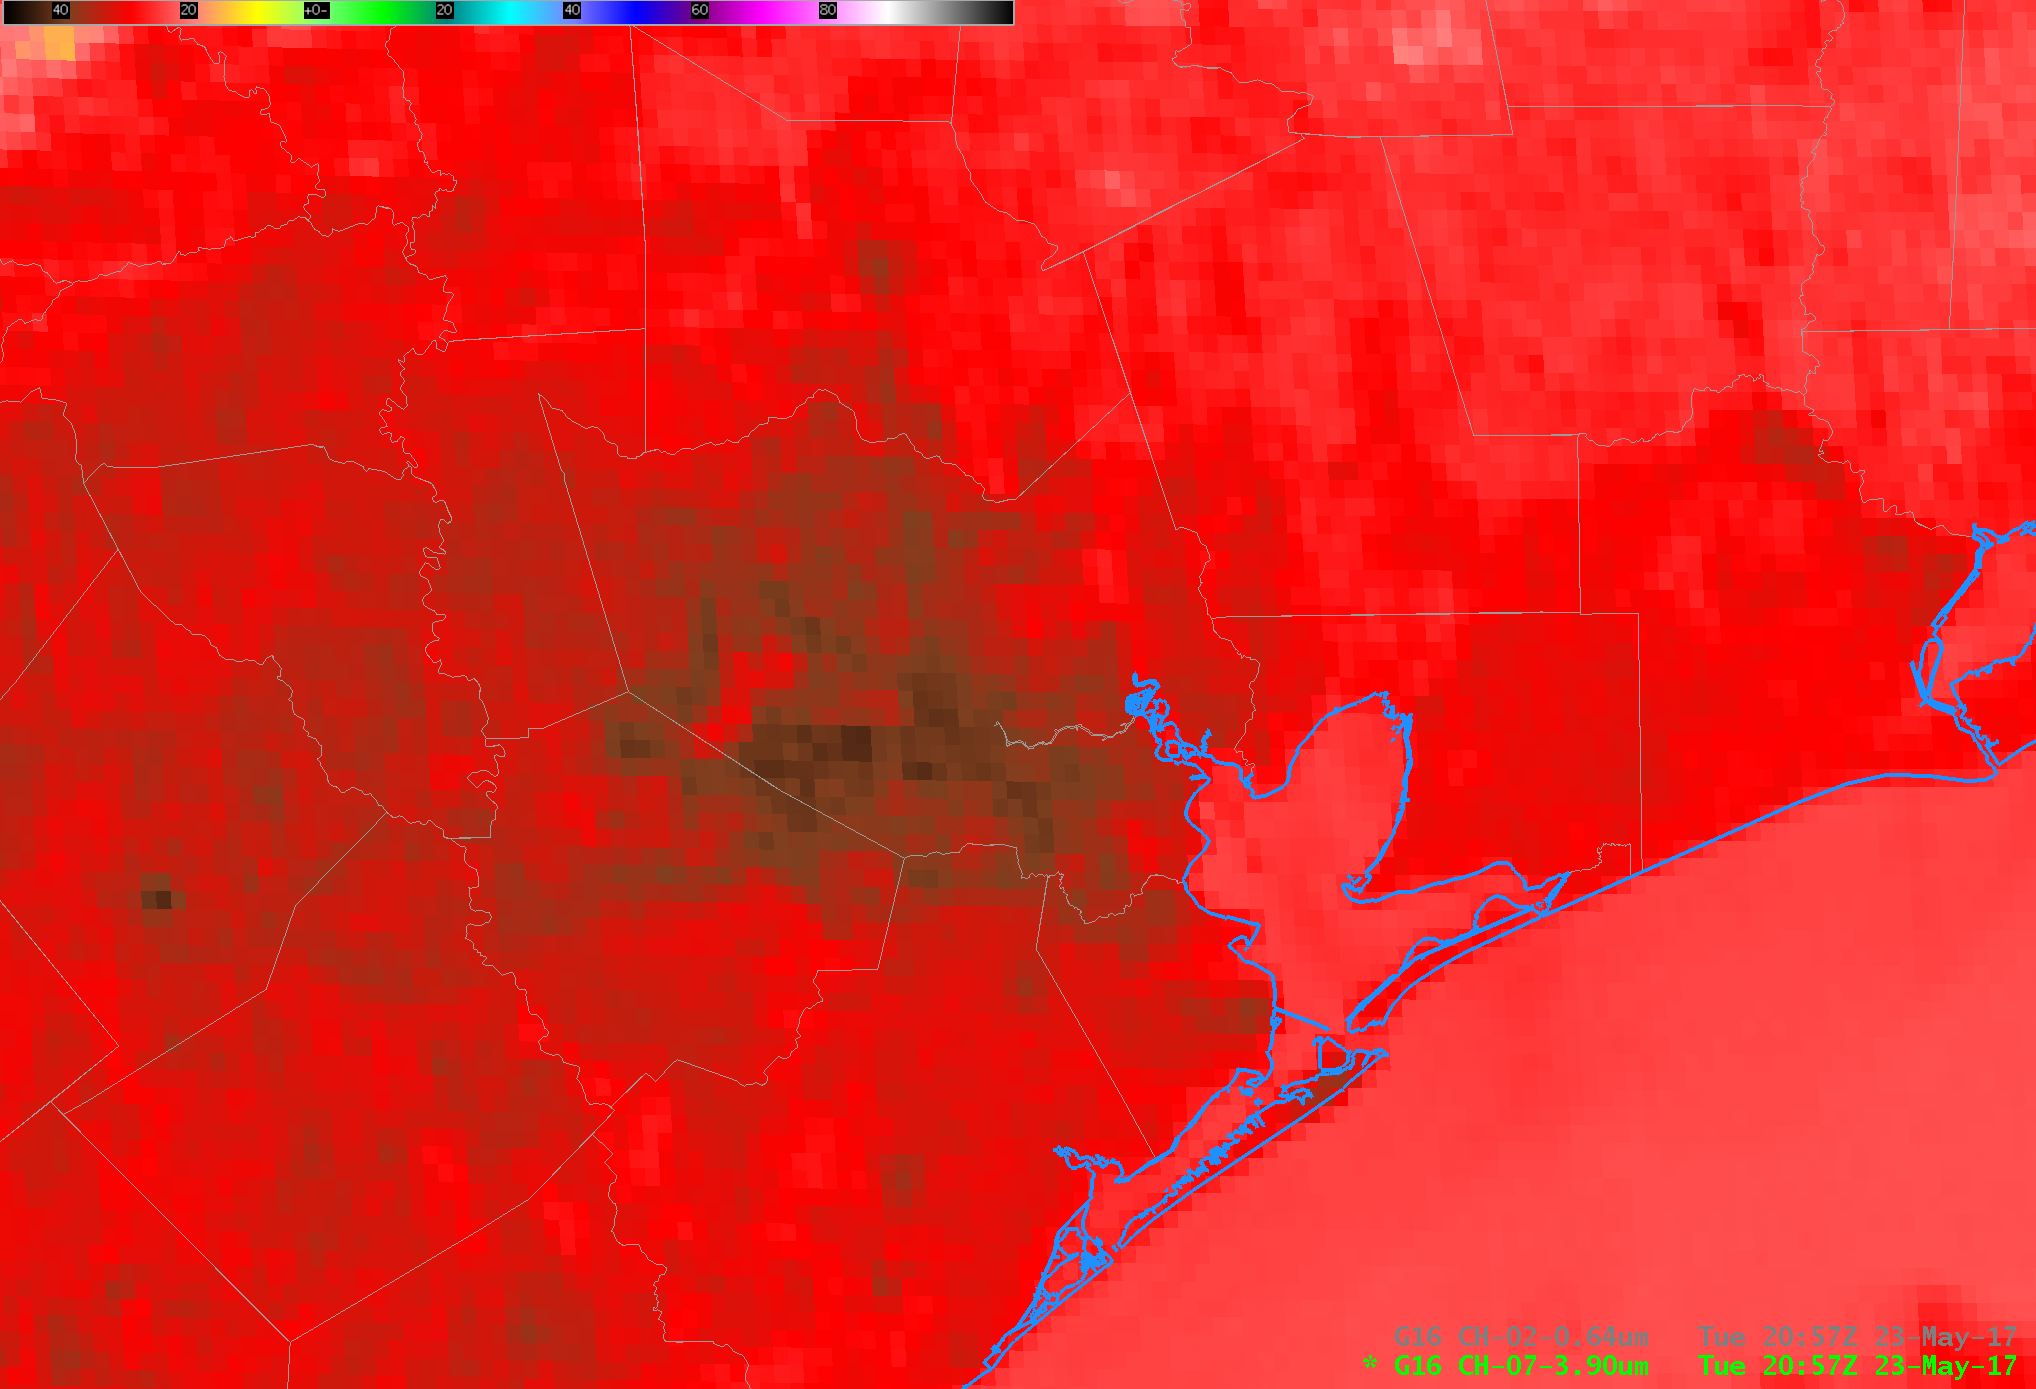 40 20 +0- 20 40 60 80
G16 CH-02-0.64um Tue 20:57Z 23-May-17
* G16 CH-07-3.90um Tue 20:57Z 23-May-17